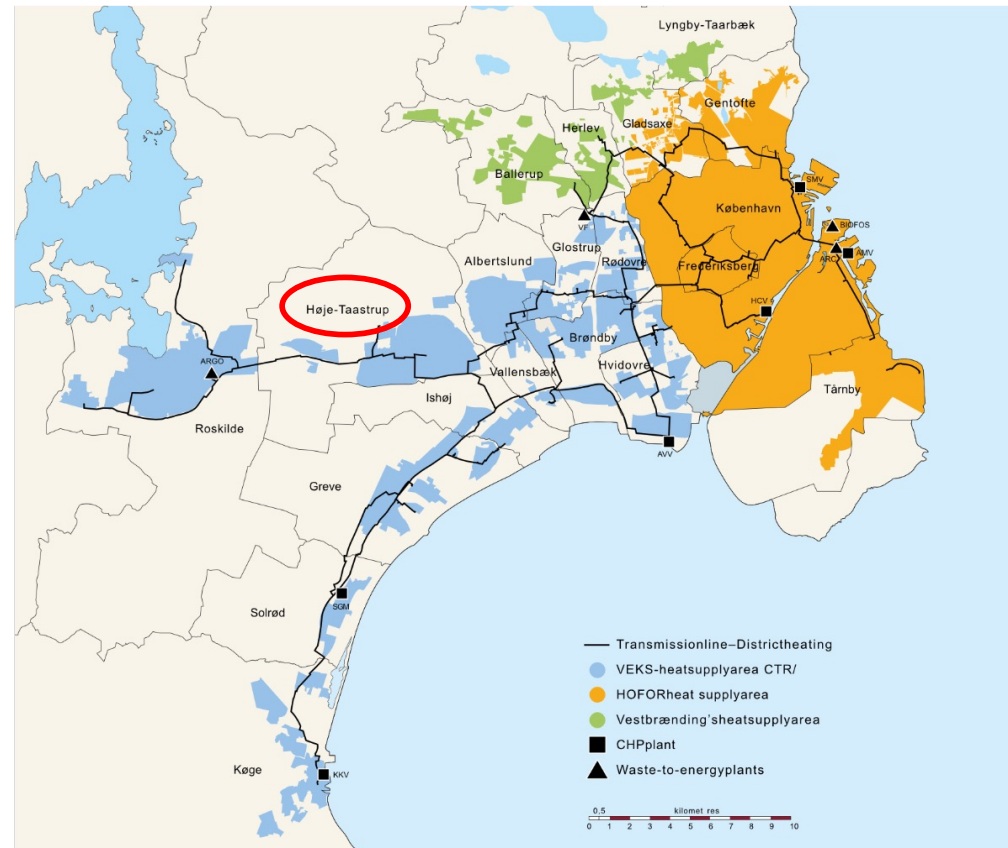 Lyngby-Taarbæk
Gentofte
Gladsaxe
Herlev
Ballerup
SMV
København
BIOFOS
VF
Glostrup
ARC
AMV
Albertslund
Rødovre
Frederiksberg
Høje-Taastrup
HCV
Brøndby
ARGO
Vallensbæk
Hvidovre
Tårnby
Ishøj
Roskilde
AVV
Greve
SGM
Solrød
Køge
KKV
Transmissionline–Districtheating
VEKS-heatsupplyarea CTR/
HOFORheat supplyarea
Vestbrænding'sheatsupplyarea
CHPplant
Waste-to-energyplants
0,5 kilomet res
0 1 2 3 4 5 6 7 8 9 10